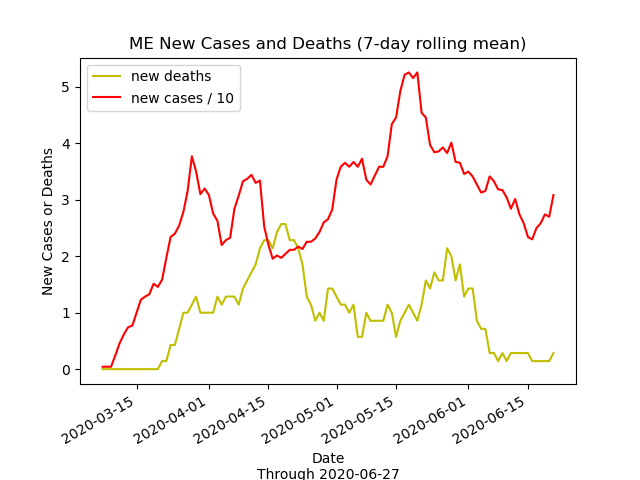 ME New Cases and Deaths (7-day rolling mean)
new deaths
new cases / 10
New Cases or Deaths
5
4
3
2
1
0
2020-03-15
2020-04-01
2020-04-15
2020-05-01
2020-05-15
2020-06-01
2020-06-15
Date
Through 2020-06-27